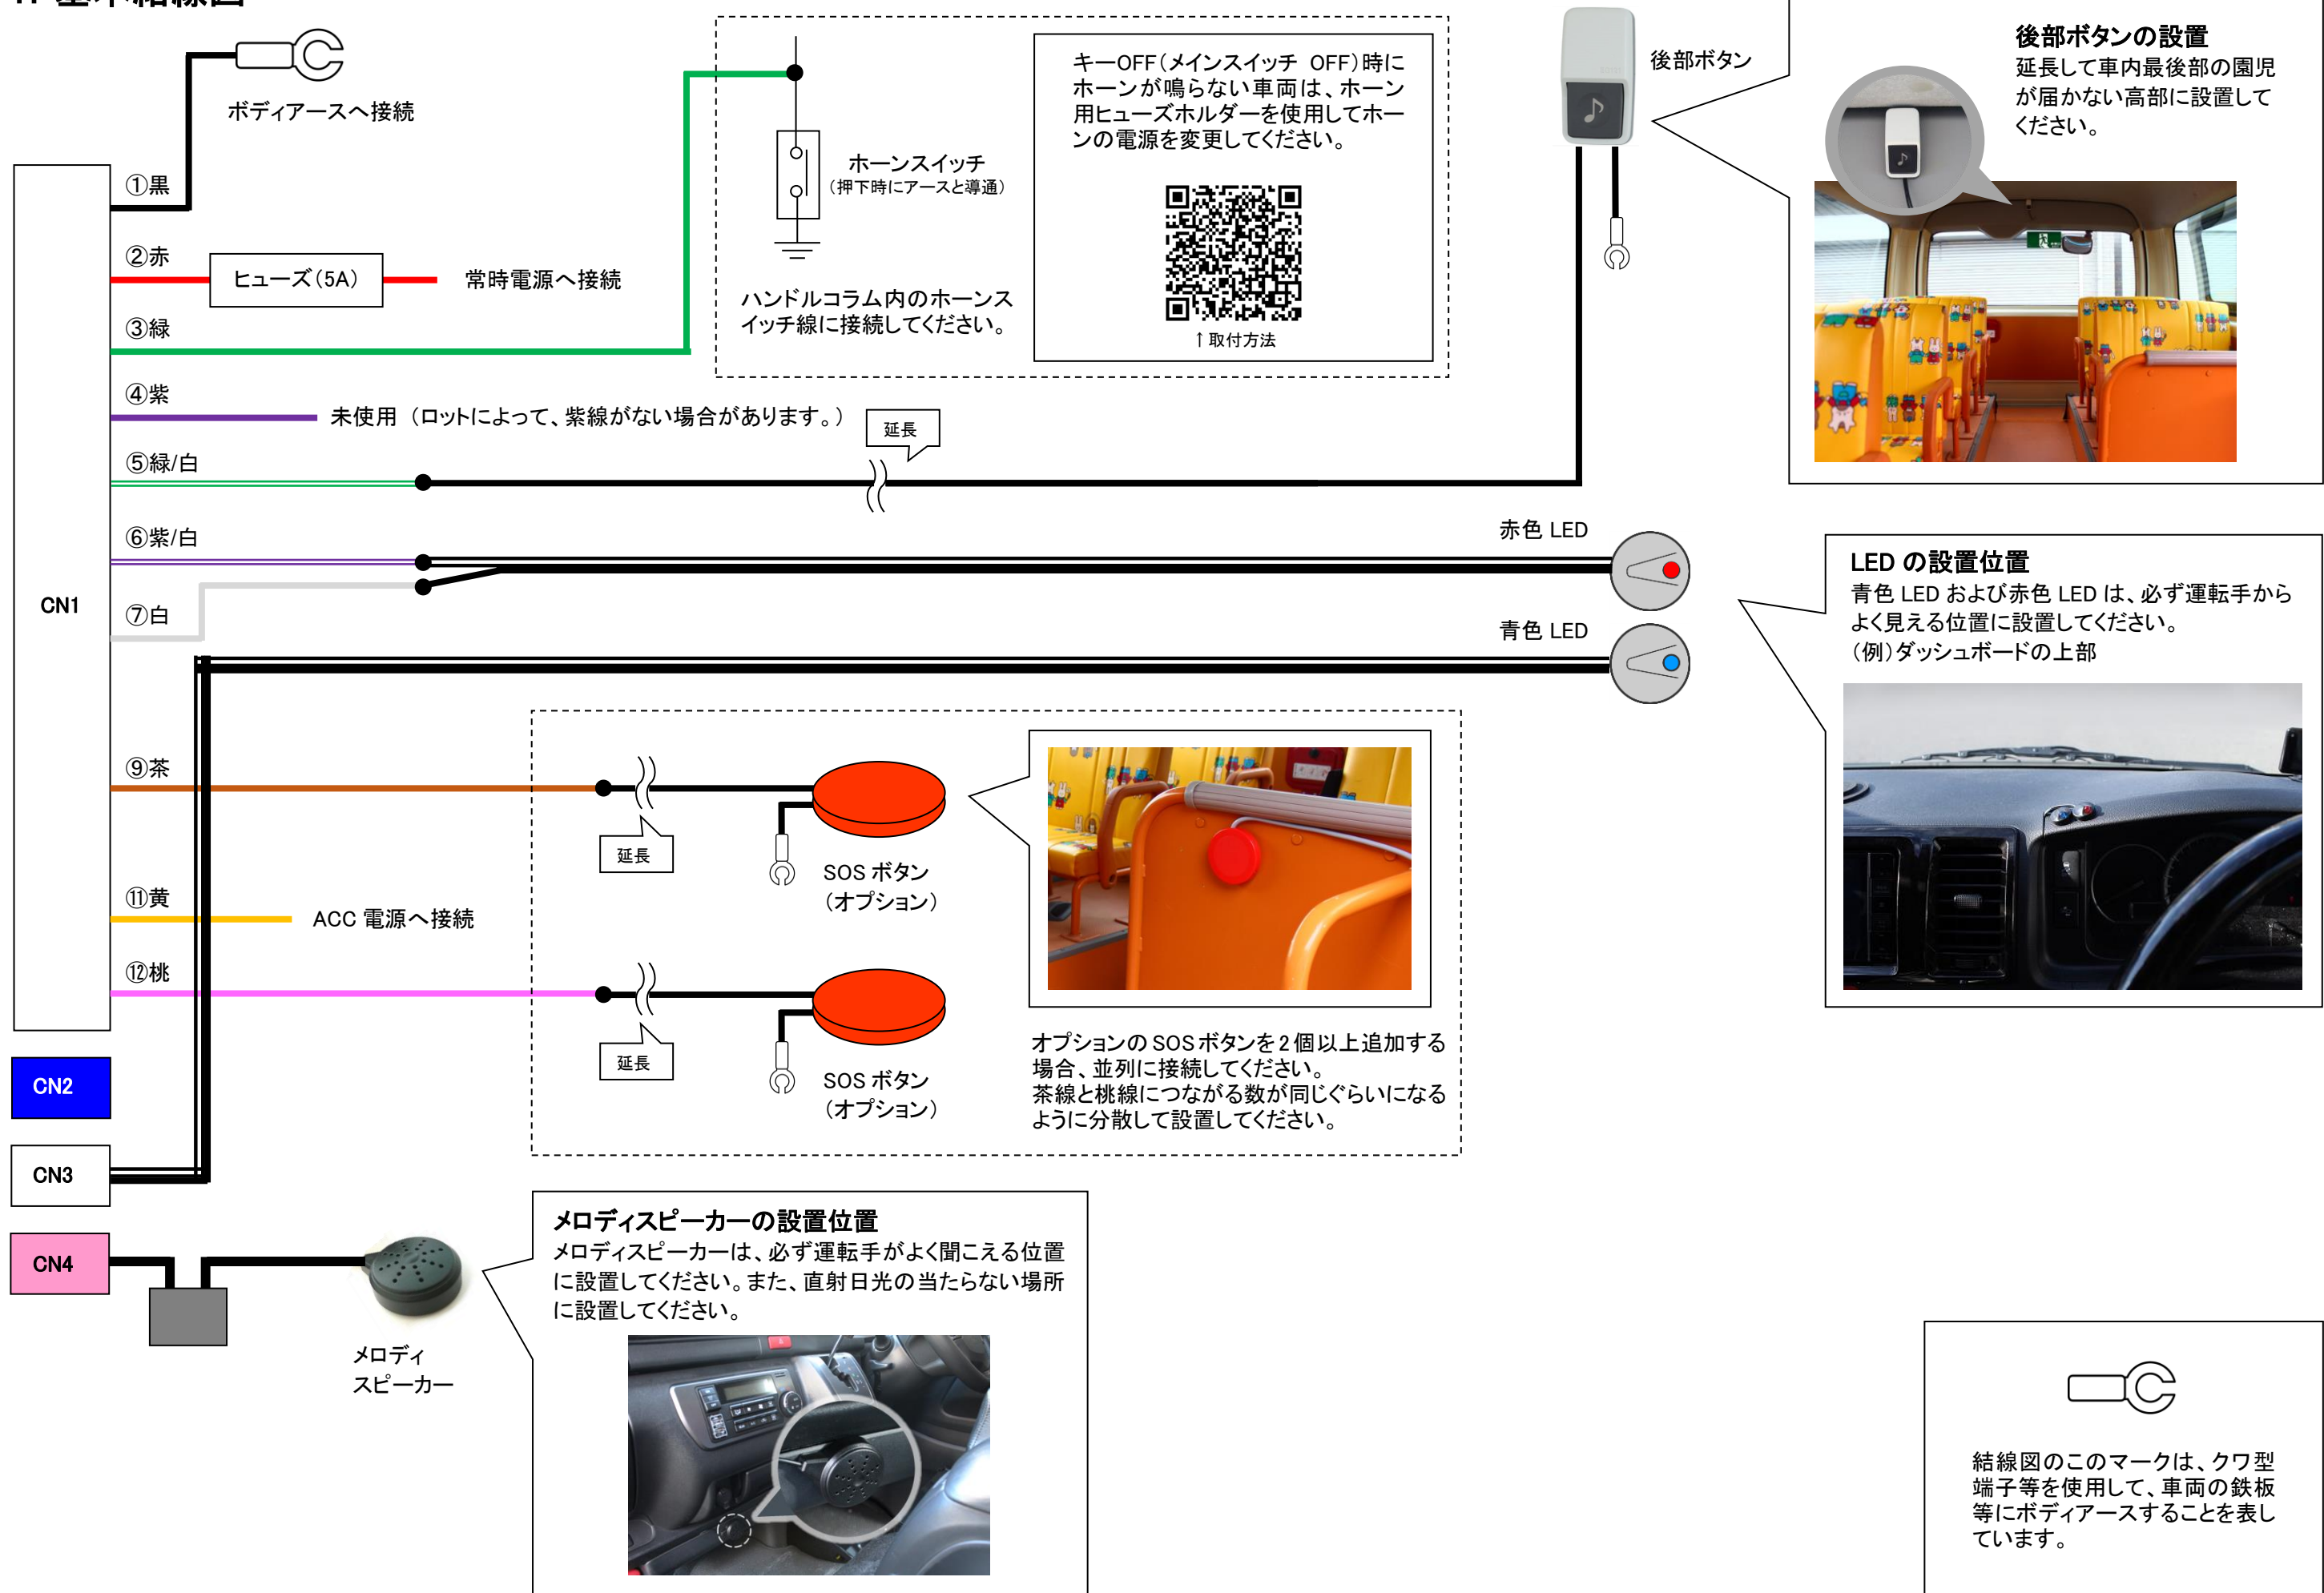 ボディアースへ接続
①黒
②赤
ヒューズ（5A）
常時電源へ接続
③緑
ホーンスイッチ
（押下時にアースと導通）
ハンドルコラム内のホーンス
イッチ線に接続してください。
キーOFF（メインスイッチ OFF）時に
ホーンが鳴らない車両は、ホーン
用ヒューズホルダーを使用してホー
ンの電源を変更してください。
↑取付方法
後部ボタン
後部ボタンの設置
延長して車内最後部の園児
が届かない高部に設置して
ください。
④紫
未使用（ロットによって、紫線がない場合があります。）
延長
⑤緑/白
⑥紫/白
赤色 LED
CN1
⑦白
青色 LED
LED の設置位置
青色 LED および赤色 LED は、必ず運転手から
よく見える位置に設置してください。
（例）ダッシュボードの上部
⑨茶
延長
SOS ボタン
（オプション）
⑪黄
ACC 電源へ接続
⑫桃
延長
SOS ボタン
（オプション）
オプションの SOS ボタンを 2 個以上追加する
場合、並列に接続してください。
茶線と桃線につながる数が同じぐらいになる
ように分散して設置してください。
CN2
CN3
CN4
メロディ
スピーカー
メロディスピーカーの設置位置
メロディスピーカーは、必ず運転手がよく聞こえる位置
に設置してください。また、直射日光の当たらない場所
に設置してください。
結線図のこのマークは、クワ型
端子等を使用して、車両の鉄板
等にボディアースすることを表し
ています。